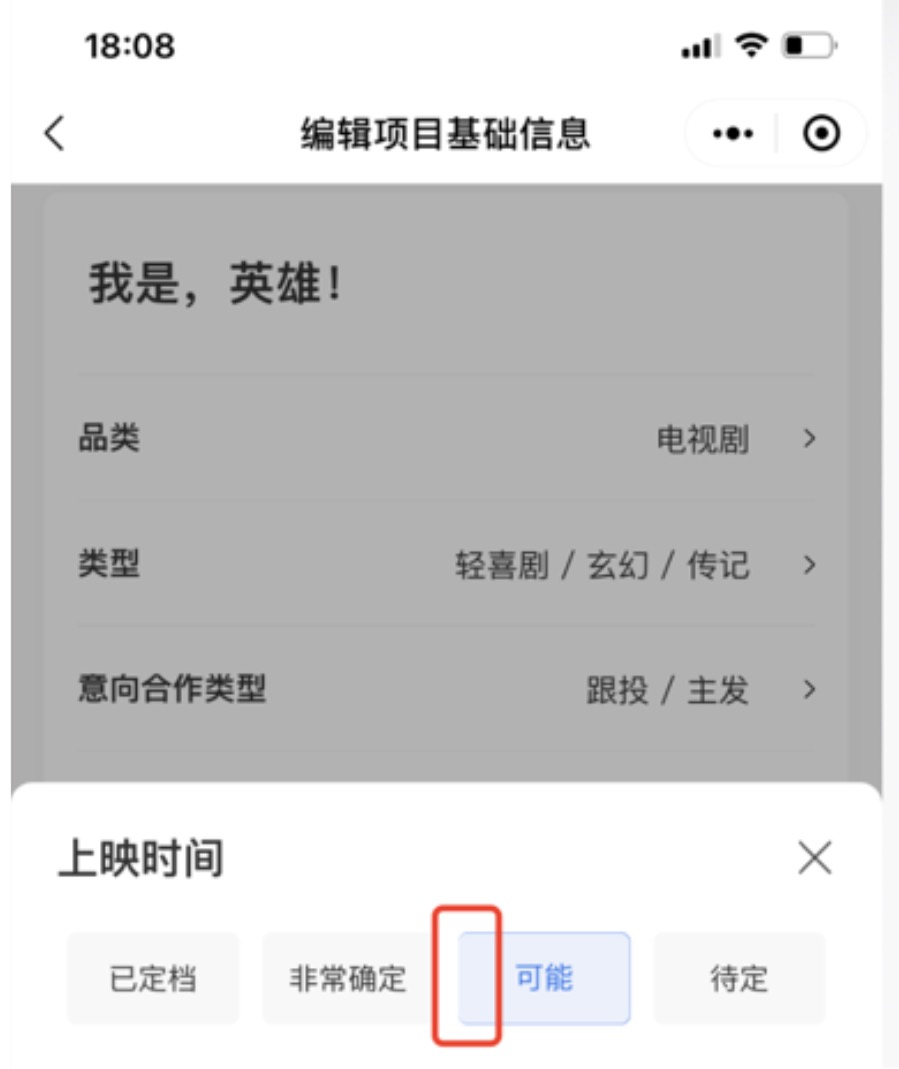 18:08
编辑项目基础信息
我是，英雄！
品类 电视剧
类型 轻喜剧 / 玄幻 / 传记
意向合作类型 跟投 / 主发
上映时间
已定档 非常确定 可能 待定